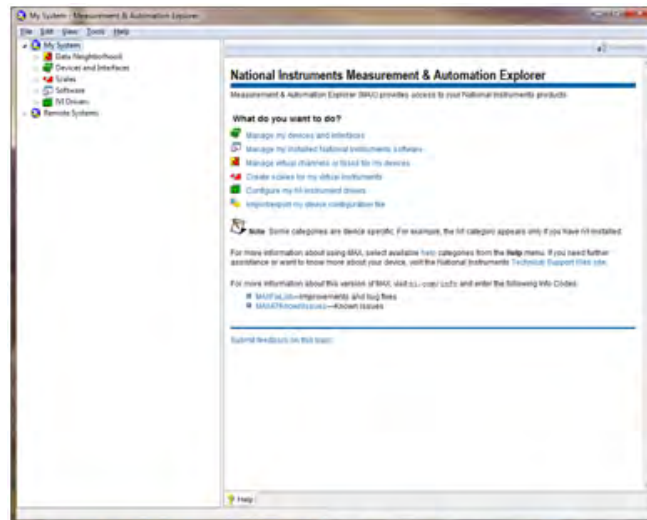 My System - Measurement & Automation Explorer
File Edit View Tools Help
My System
Data Neighborhood
Devices and Interfaces
Scales
Software
IVI Drivers
Remote Systems
National Instruments Measurement & Automation Explorer
Measurement & Automation Explorer (MAX) provides access to your National Instruments products.
What do you want to do?
Manage my devices and interfaces
Manage my installed National Instruments software
Manage virtual channels or tasks for my devices
Create scales for my virtual instruments
Configure my IVI instrument drivers
Import/export my device configuration file
Note Some categories are device specific. For example, the IVI category appears only if you have IVI installed.
For more information about using MAX, select available help categories from the Help menu. If you need further
assistance or want to know more about your device, visit the National Instruments Technical Support Web site.
For more information about this version of MAX, visit ni.com/info and enter the following Info Codes:
MAXFixList—Improvements and bug fixes
MAXKnownIssues—Known issues
Submit feedback on this topic
Help